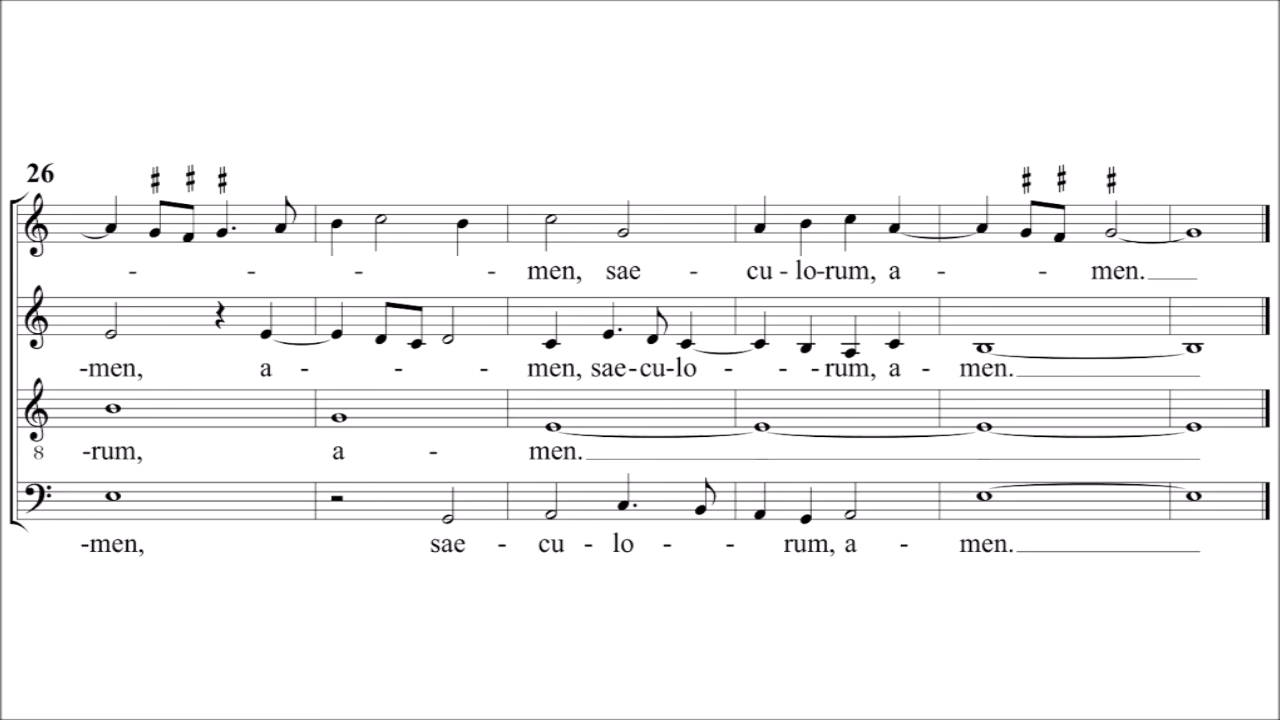 26
- - - - men, sae - cu - lo-rum, a - - men.
-men, a - - - men, sae-cu-lo - - - rum, a - men.
8 -rum, a - men.
-men, sae - cu - lo - - rum, a - men.